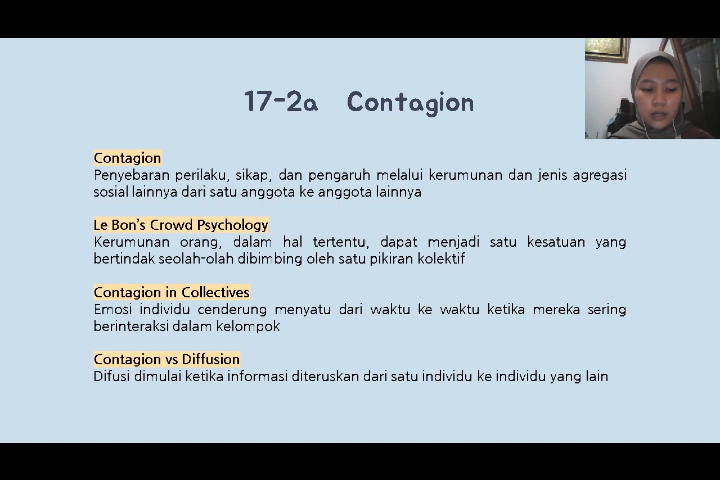 17-2a Contagion
Contagion
Penyebaran perilaku, sikap, dan pengaruh melalui kerumunan dan jenis agregasi
sosial lainnya dari satu anggota ke anggota lainnya
Le Bon's Crowd Psychology
Kerumunan orang, dalam hal tertentu, dapat menjadi satu kesatuan yang
bertindak seolah-olah dibimbing oleh satu pikiran kolektif
Contagion in Collectives
Emosi individu cenderung menyatu dari waktu ke waktu ketika mereka sering
berinteraksi dalam kelompok
Contagion vs Diffusion
Difusi dimulai ketika informasi diteruskan dari satu individu ke individu yang lain